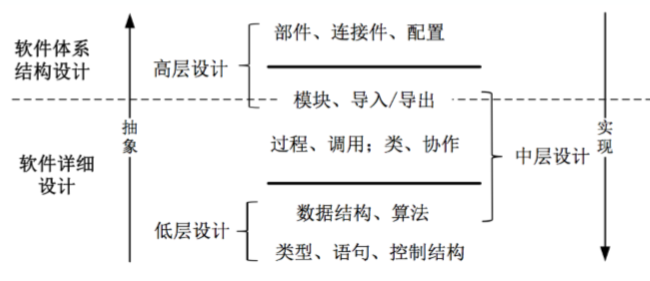 软件体系
结构设计
高层设计
部件、连接件、配置
模块、导入/导出
抽
象
实
现
过程、调用；类、协作
中层设计
软件详细
设计
数据结构、算法
低层设计
类型、语句、控制结构